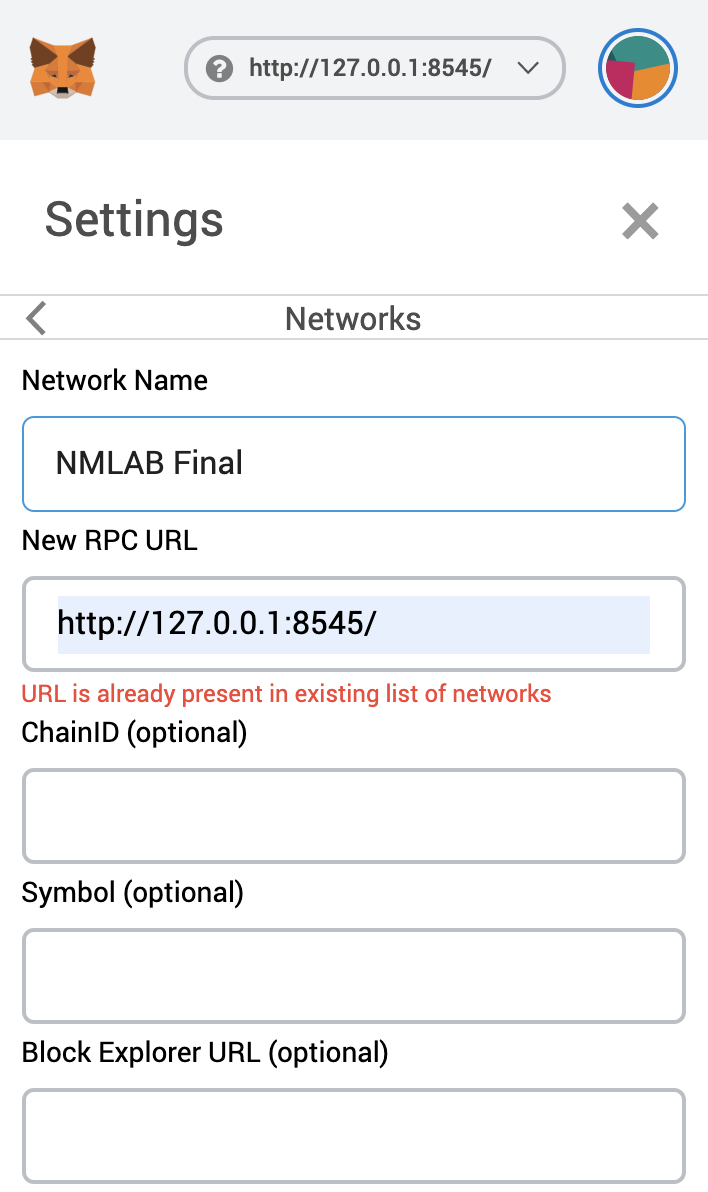 ? http://127.0.0.1:8545/
Settings
Networks
Network Name
NMLAB Final
New RPC URL
http://127.0.0.1:8545/
URL is already present in existing list of networks
ChainID (optional)
Symbol (optional)
Block Explorer URL (optional)